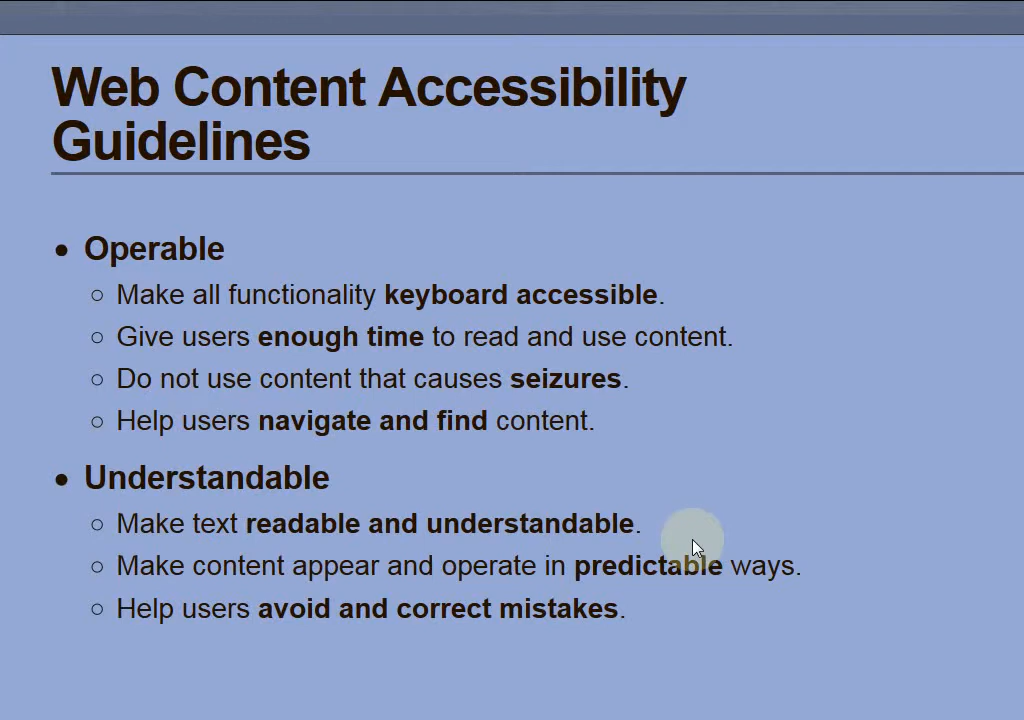 Web Content Accessibility
Guidelines
• Operable
○ Make all functionality keyboard accessible.
○ Give users enough time to read and use content.
○ Do not use content that causes seizures.
○ Help users navigate and find content.
• Understandable
○ Make text readable and understandable.
○ Make content appear and operate in predictable ways.
○ Help users avoid and correct mistakes.